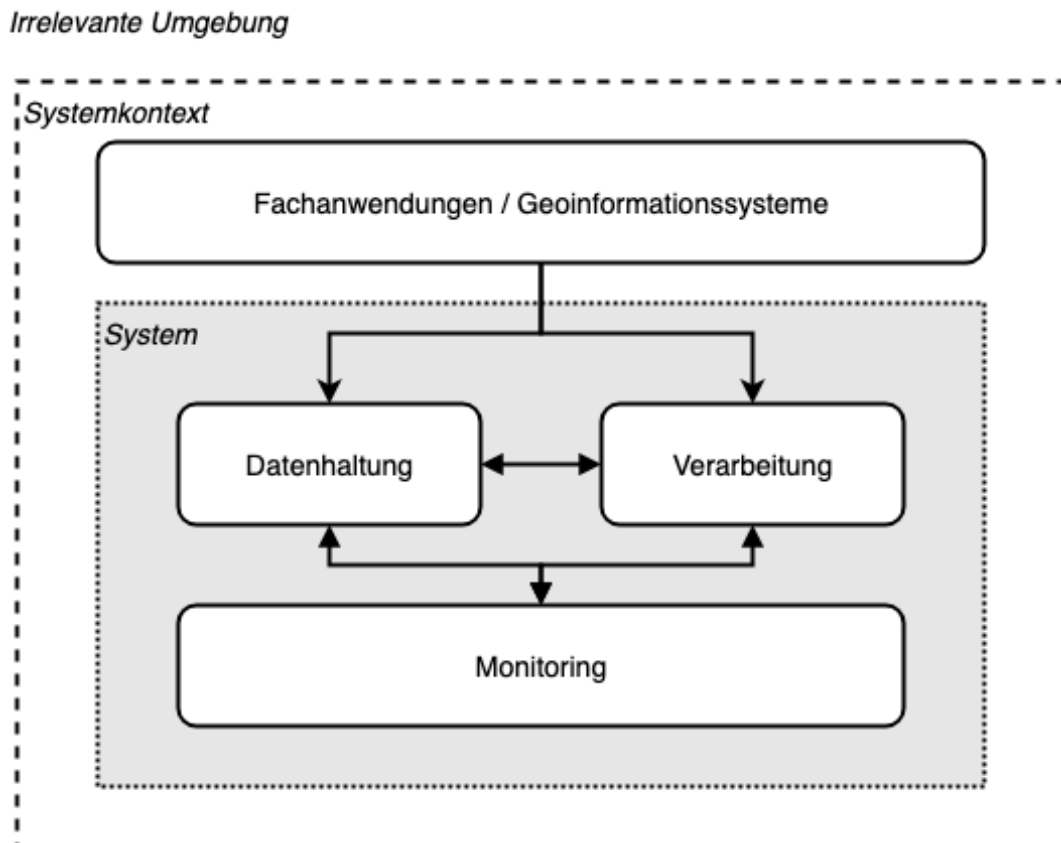 Irrelevante Umgebung
Systemkontext
Fachanwendungen / Geoinformationssysteme
System
Datenhaltung
Verarbeitung
Monitoring